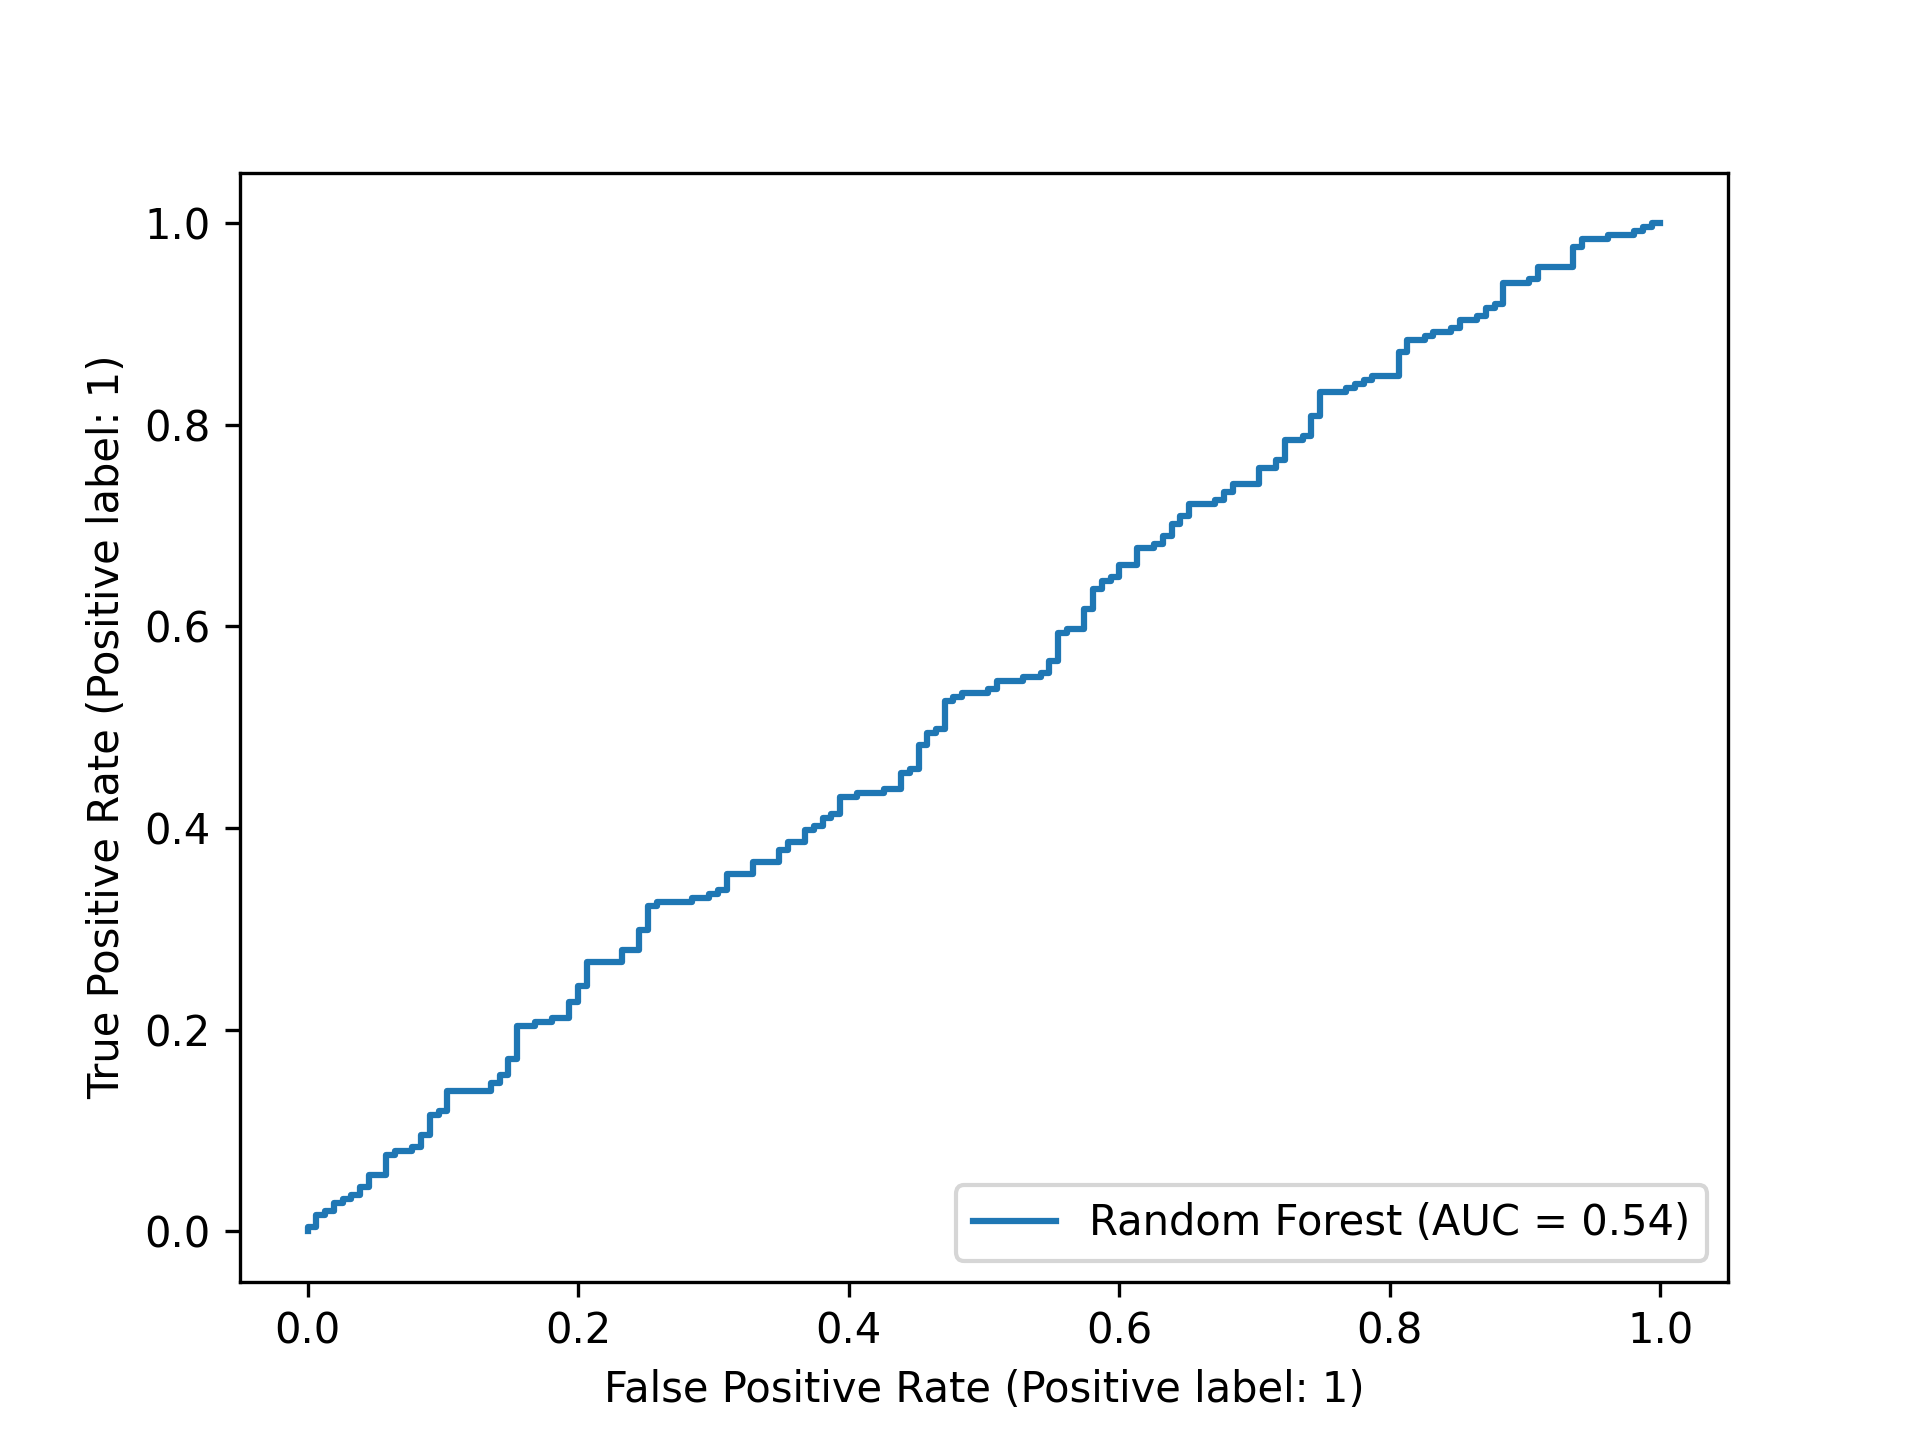 1.0
0.8
0.6
0.4
0.2
0.0
True Positive Rate (Positive label: 1)
Random Forest (AUC = 0.54)
0.0 0.2 0.4 0.6 0.8 1.0
False Positive Rate (Positive label: 1)